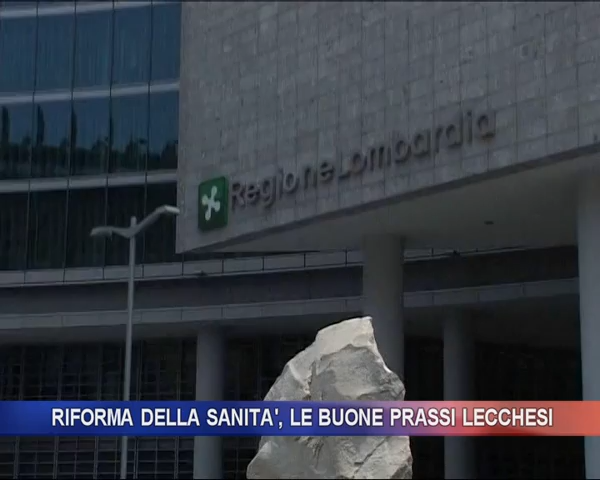 RegioneLombardia
RIFORMA DELLA SANITA', LE BUONE PRASSI LECCHESI